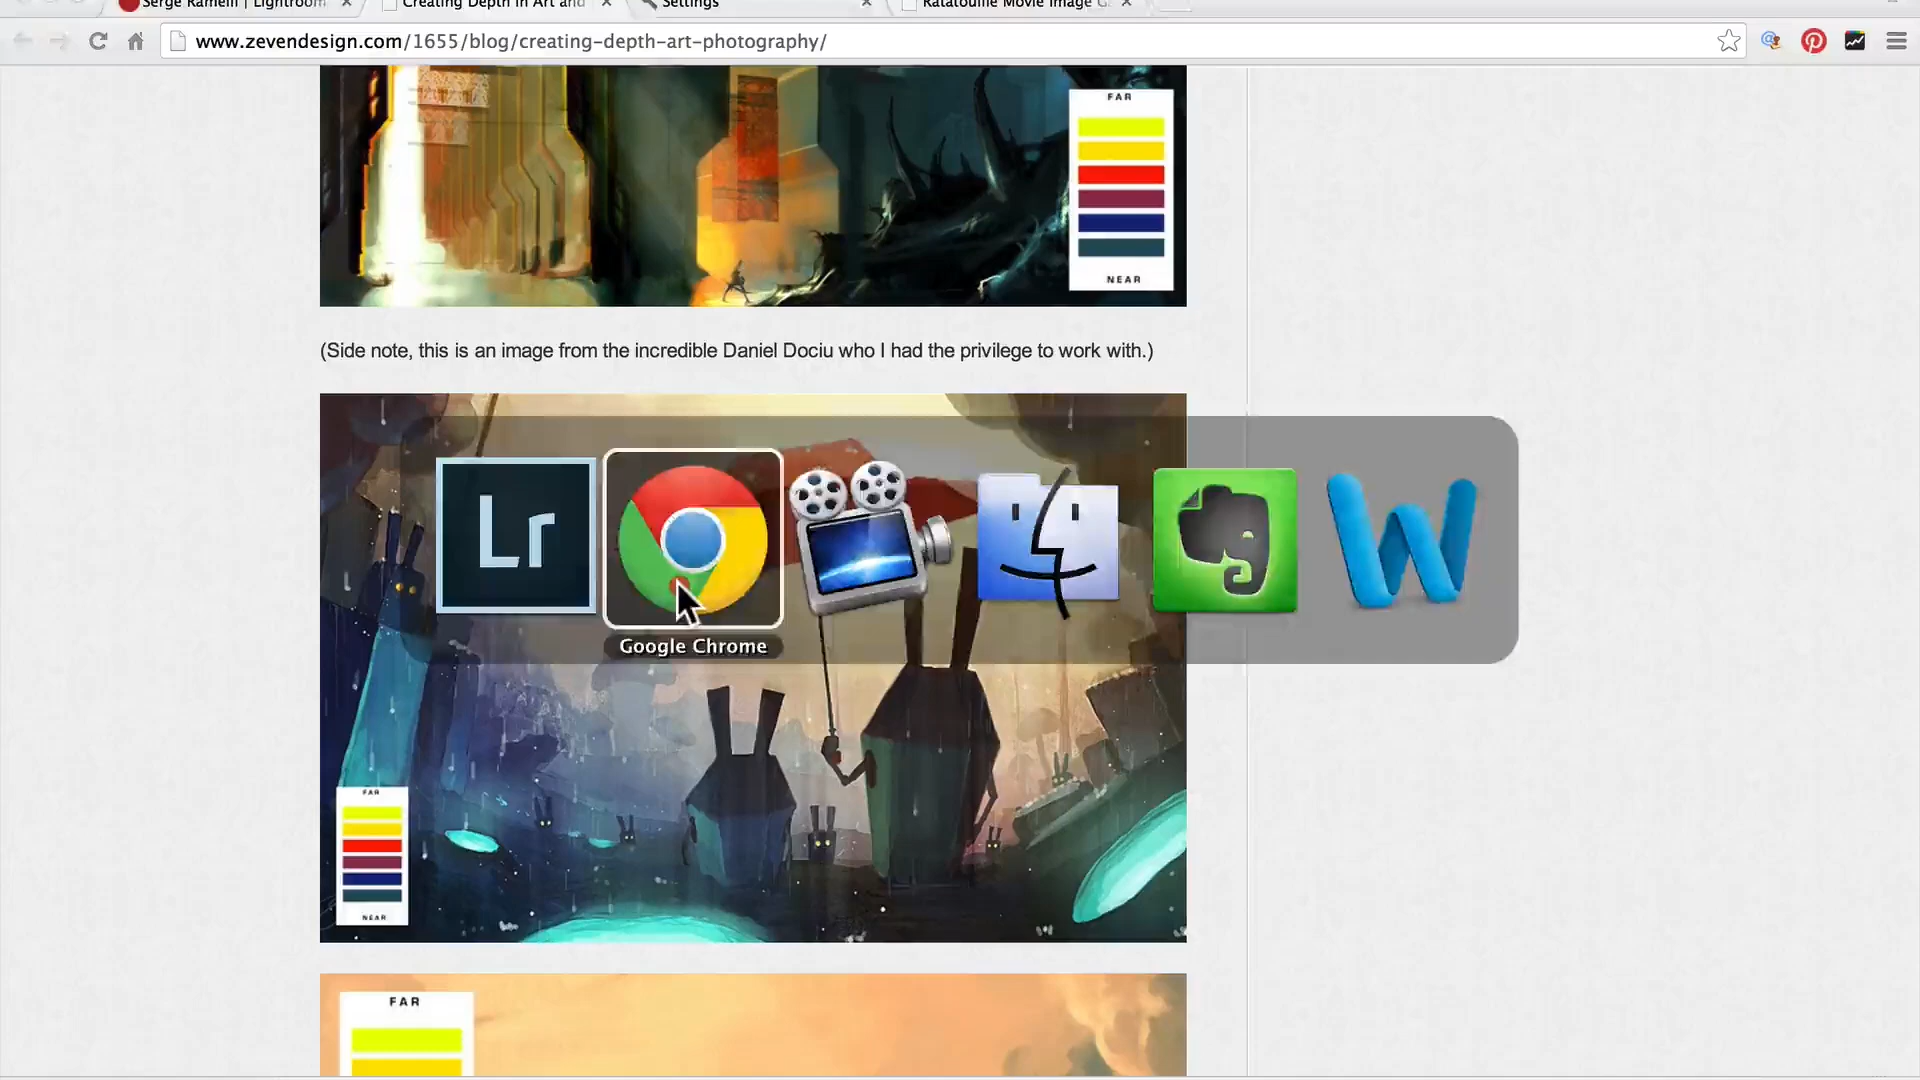 Serge Ramelli | Lightroom
Creating Depth in Art and
Settings
Ratatouille Movie Image Ga
www.zevendesign.com/1655/blog/creating-depth-art-photography/
FAR
NEAR
(Side note, this is an image from the incredible Daniel Dociu who I had the privilege to work with.)
Lr
W
Google Chrome
FAR
NEAR
FAR